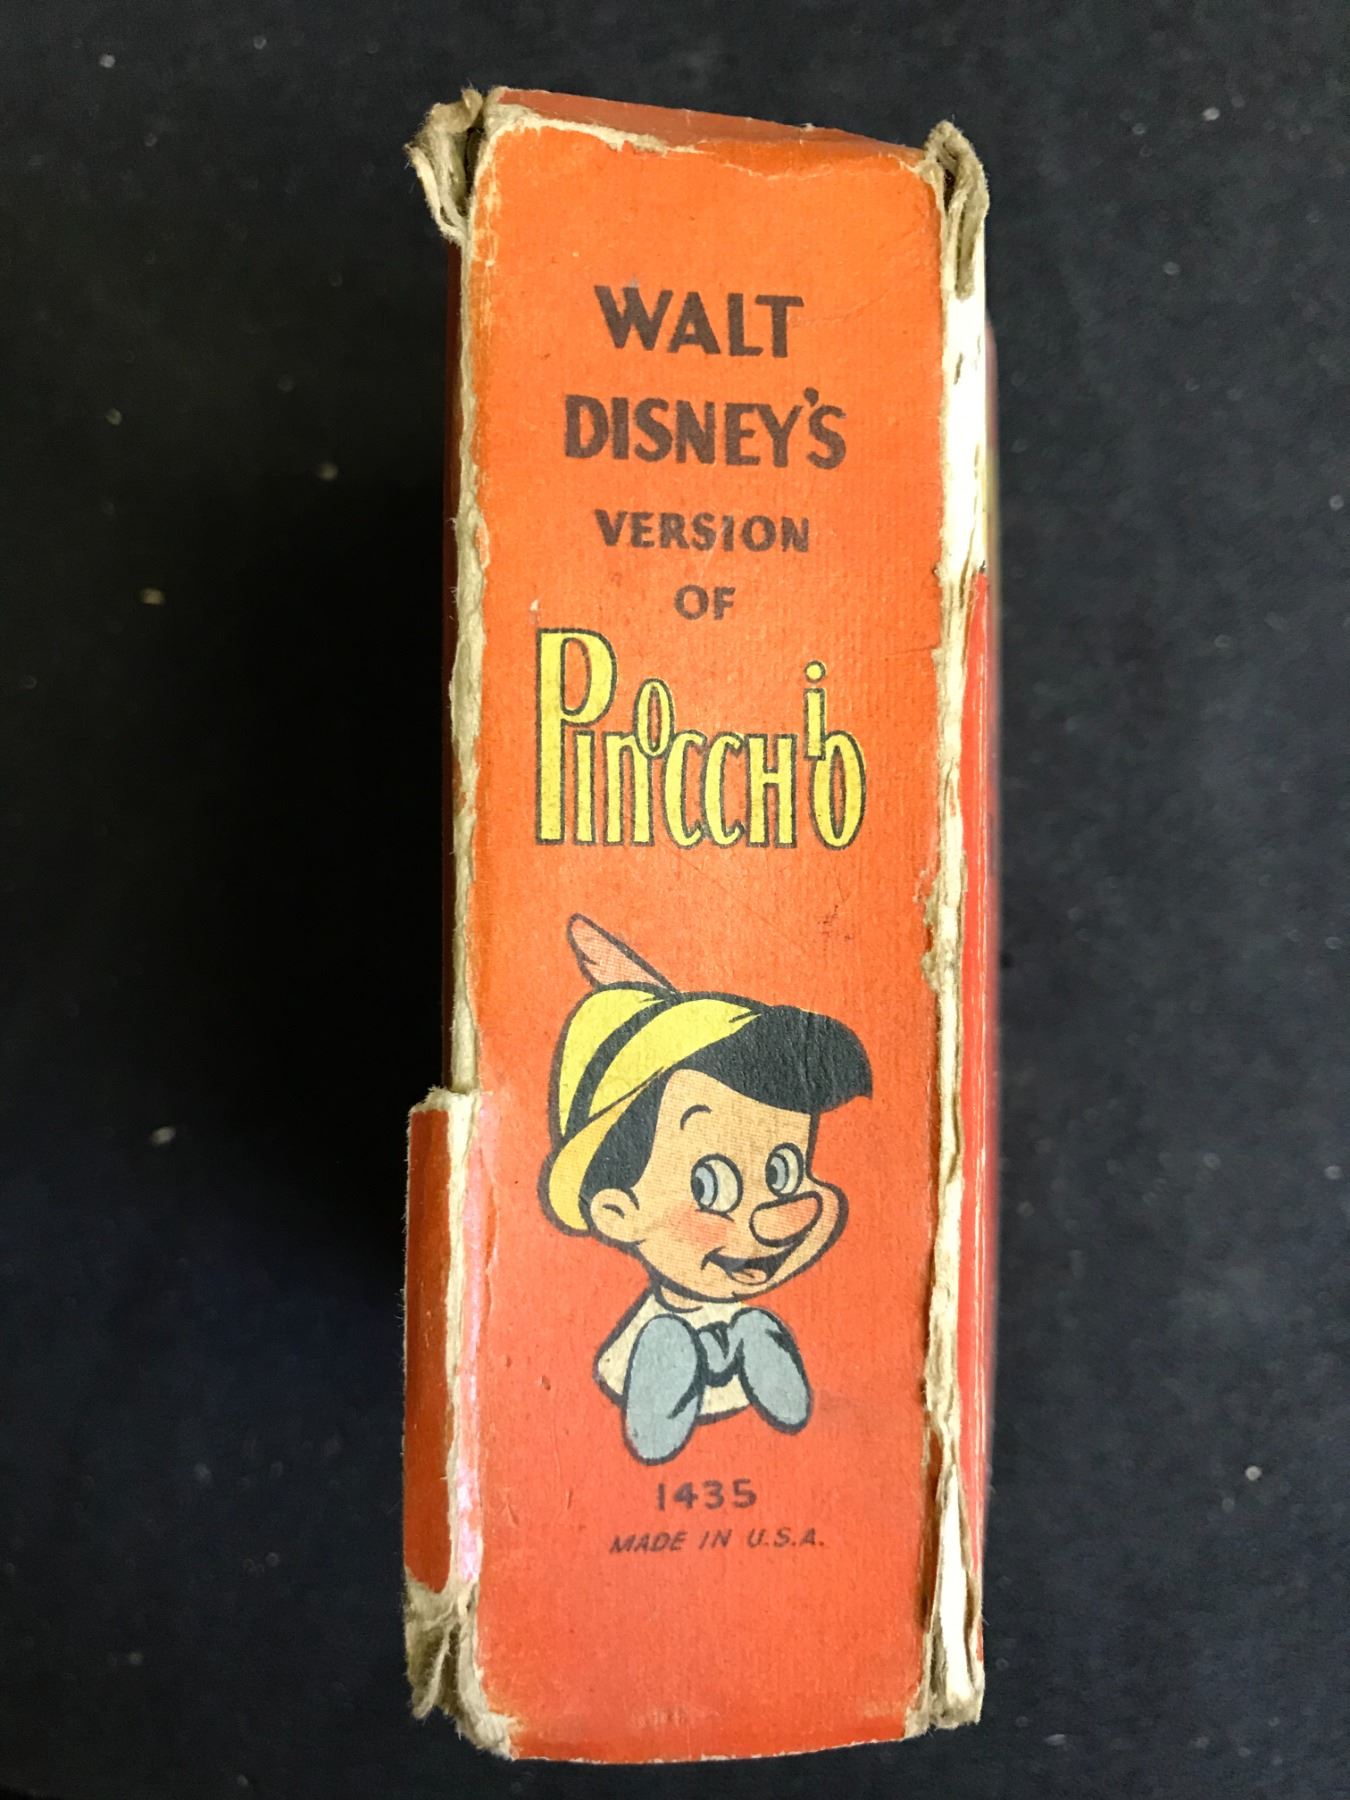 WALT
DISNEY'S
VERSION
OF
PINOCCHIO
1435
MADE IN U.S.A.